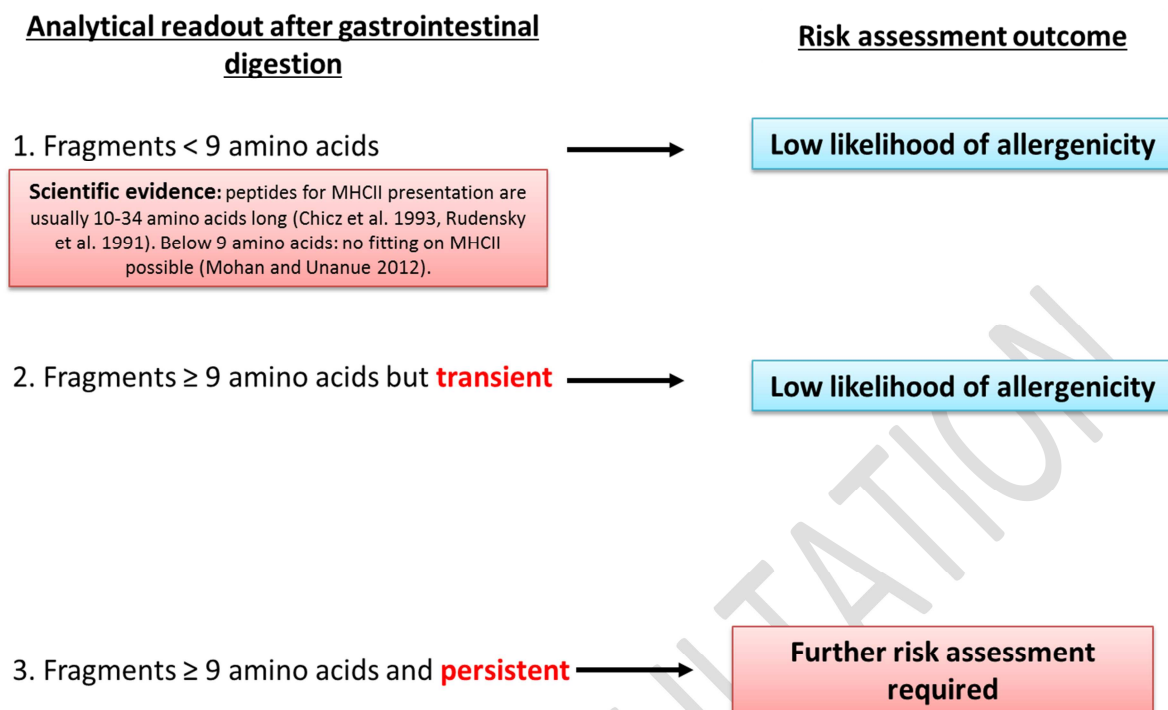 Analytical readout after gastrointestinal
digestion
Risk assessment outcome
1. Fragments < 9 amino acids
Low likelihood of allergenicity
Scientific evidence: peptides for MHCII presentation are
usually 10-34 amino acids long (Chicz et al. 1993, Rudensky
et al. 1991). Below 9 amino acids: no fitting on MHCII
possible (Mohan and Unanue 2012).
2. Fragments ≥ 9 amino acids but transient
Low likelihood of allergenicity
3. Fragments ≥ 9 amino acids and persistent
Further risk assessment
required
ULTATION